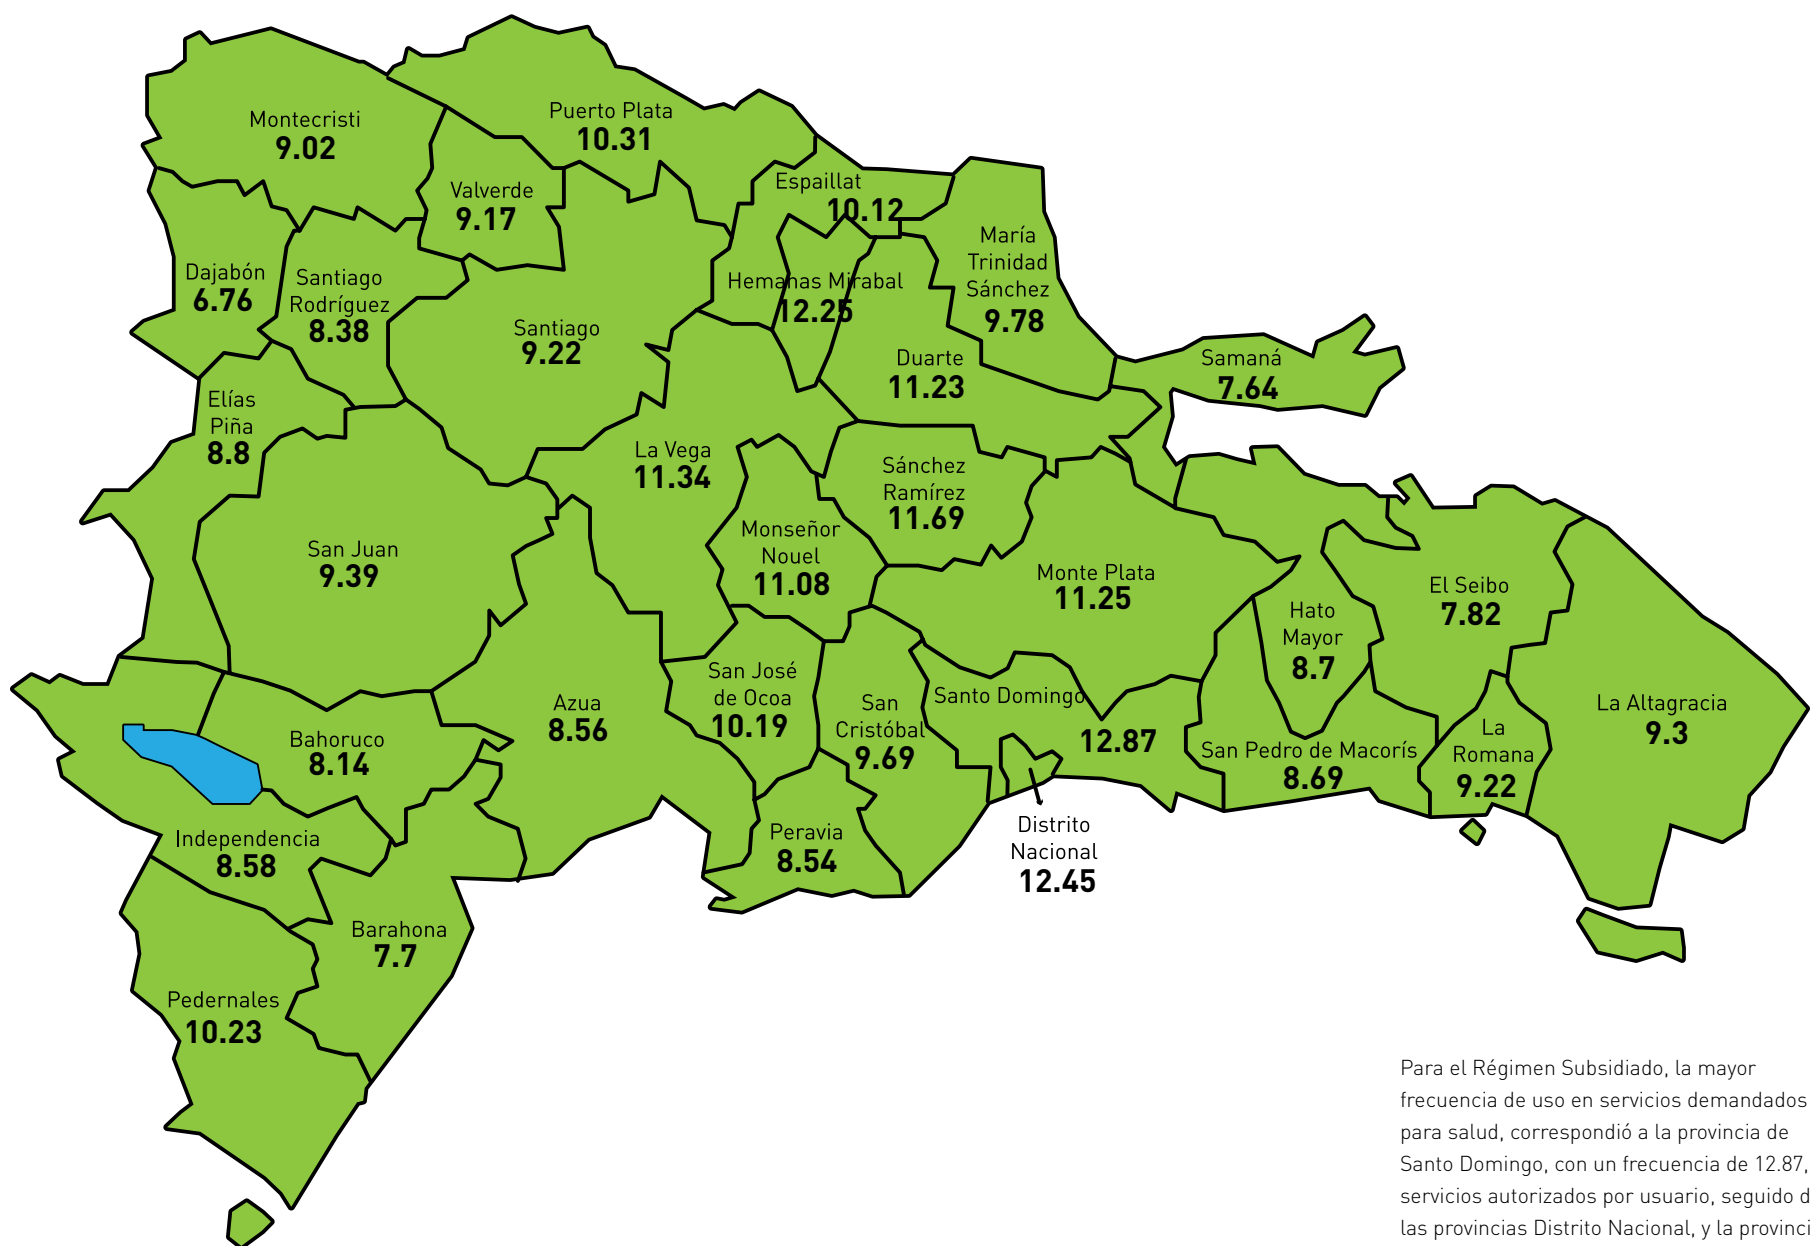 Puerto Plata
10.31
Montecristi
9.02
Valverde
9.17
Espaillat
10.12
María
Trinidad
Sánchez
9.78
Dajabón
6.76
Santiago
Rodríguez
8.38
Santiago
9.22
Hemanas Mirabal
12.25
Duarte
11.23
Samaná
7.64
Elías
Piña
8.8
La Vega
11.34
Sánchez
Ramírez
11.69
San Juan
9.39
Monseñor
Nouel
11.08
Monte Plata
11.25
Hato
Mayor
8.7
El Seibo
7.82
La Altagracia
9.3
Azua
8.56
San José
de Ocoa
10.19
San
Cristóbal
9.69
Santo Domingo
12.87
San Pedro de Macorís
8.69
La
Romana
9.22
Bahoruco
8.14
Independencia
8.58
Peravia
8.54
Distrito
Nacional
12.45
Barahona
7.7
Pedernales
10.23
Para el Régimen Subsidiado, la mayor
frecuencia de uso en servicios demandados
para salud, correspondió a la provincia de
Santo Domingo, con un frecuencia de 12.87,
servicios autorizados por usuario, seguido d
las provincias Distrito Nacional, y la provinci